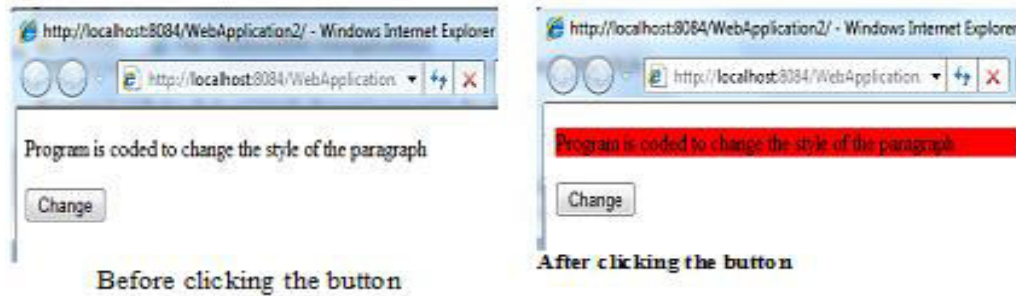 http://localhost:8084/WebApplication2/ - Windows Internet Explorer
http://localhost:8084/WebApplication
Program is coded to change the style of the paragraph
Change
Before clicking the button
http://localhost:8084/WebApplication2/ - Windows Internet Explorer
http://localhost:8084/WebApplication
Program is coded to change the style of the paragraph
Change
After clicking the button